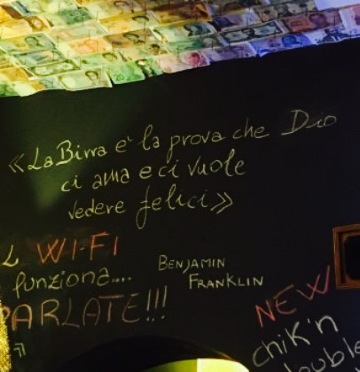 «La Birra e' la prova che Dio
ci ama e ci vuole
vedere felici»
L WI-FI
funziona....
PARLATE!!!
BENJAMIN
FRANKLIN
NEW
chiK'n
double